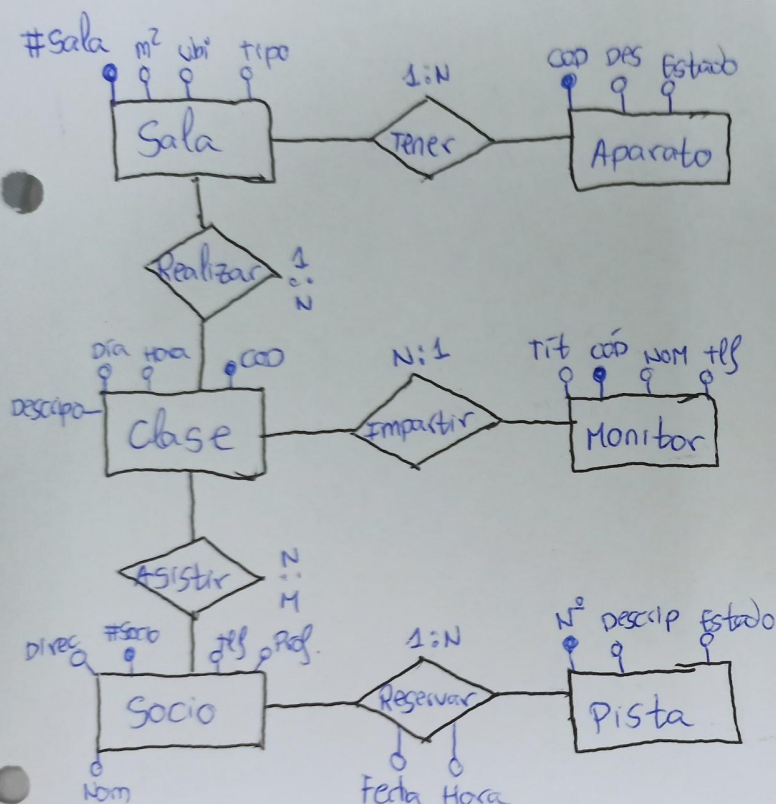 #Sala m² Ubi Tipo
1:N
COD DES Estado
Sala
Tener
Aparato
Realizar
1:N
Día Hora COD
Descripo
N:1
Tit CÓD NOM tlf
Clase
Impartir
Monitor
Asistir
N:M
Direc #Socio tlf Prof.
1:N
Nº Descrip Estado
Socio
Reservar
Pista
Nom
Fecha Hora